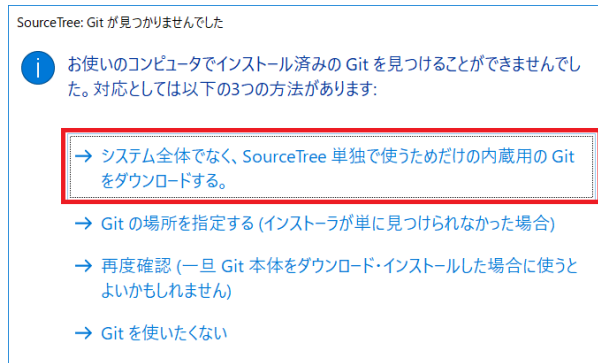 SourceTree: Git が見つかりませんでした
お使いのコンピュータでインストール済みの Git を見つけることができませんでし
た。対応としては以下の3つの方法があります:
→ システム全体でなく、SourceTree 単独で使うためだけの内蔵用の Git
をダウンロードする。
→ Git の場所を指定する (インストーラが単に見つけられなかった場合)
→ 再度確認 (一旦 Git 本体をダウンロード・インストールした場合に使うと
よいかもしれません)
→ Git を使いたくない